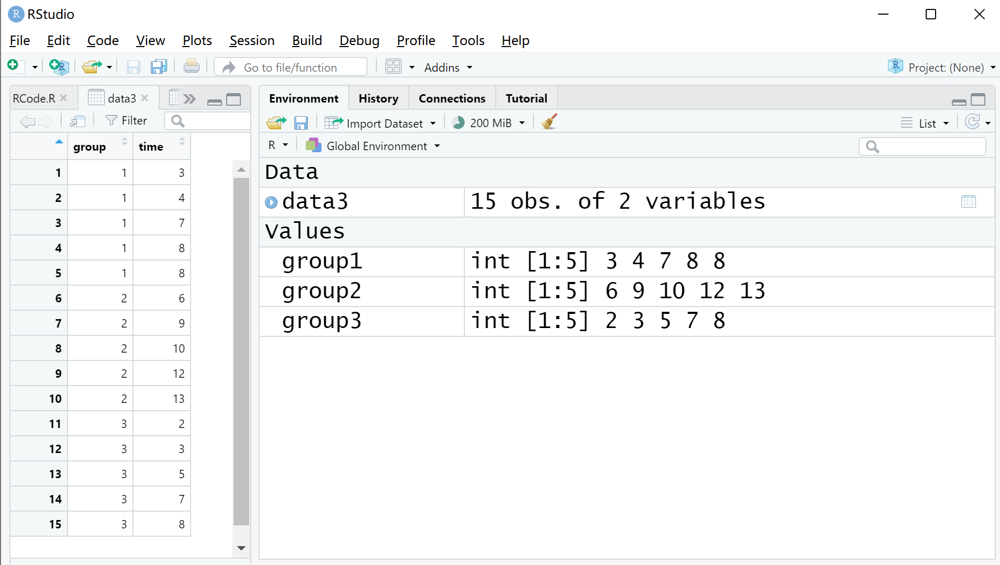 R RStudio
File Edit Code View Plots Session Build Debug Profile Tools Help
Go to file/function Addins Project: (None)
RCode.R data3
Filter
group time
1 1 3
2 1 4
3 1 7
4 1 8
5 1 8
6 2 6
7 2 9
8 2 10
9 2 12
10 2 13
11 3 2
12 3 3
13 3 5
14 3 7
15 3 8
Environment History Connections Tutorial
Import Dataset 200 MiB List
R Global Environment
Data
data3 15 obs. of 2 variables
Values
group1 int [1:5] 3 4 7 8 8
group2 int [1:5] 6 9 10 12 13
group3 int [1:5] 2 3 5 7 8